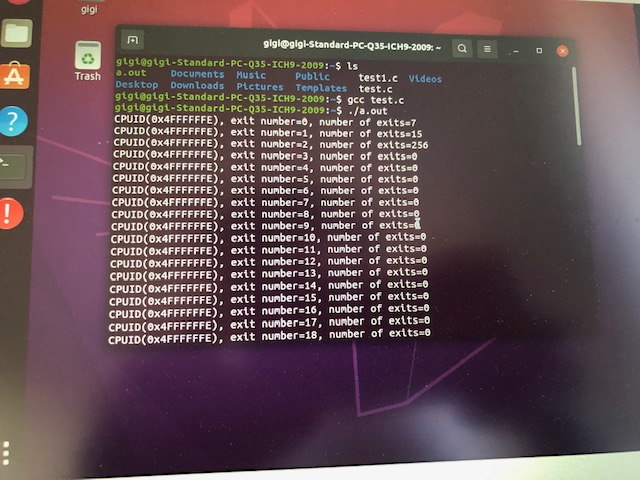 gigi
Trash
gigi@gigi-Standard-PC-Q35-ICH9-2009: ~
gigi@gigi-Standard-PC-Q35-ICH9-2009:~$ ls
a.out Documents Music Public test1.c Videos
Desktop Downloads Pictures Templates test.c
gigi@gigi-Standard-PC-Q35-ICH9-2009:~$ gcc test.c
gigi@gigi-Standard-PC-Q35-ICH9-2009:~$ ./a.out
CPUID(0x4FFFFFFE), exit number=0, number of exits=7
CPUID(0x4FFFFFFE), exit number=1, number of exits=15
CPUID(0x4FFFFFFE), exit number=2, number of exits=256
CPUID(0x4FFFFFFE), exit number=3, number of exits=0
CPUID(0x4FFFFFFE), exit number=4, number of exits=0
CPUID(0x4FFFFFFE), exit number=5, number of exits=0
CPUID(0x4FFFFFFE), exit number=6, number of exits=0
CPUID(0x4FFFFFFE), exit number=7, number of exits=0
CPUID(0x4FFFFFFE), exit number=8, number of exits=0
CPUID(0x4FFFFFFE), exit number=9, number of exits=0
CPUID(0x4FFFFFFE), exit number=10, number of exits=0
CPUID(0x4FFFFFFE), exit number=11, number of exits=0
CPUID(0x4FFFFFFE), exit number=12, number of exits=0
CPUID(0x4FFFFFFE), exit number=13, number of exits=0
CPUID(0x4FFFFFFE), exit number=14, number of exits=0
CPUID(0x4FFFFFFE), exit number=15, number of exits=0
CPUID(0x4FFFFFFE), exit number=16, number of exits=0
CPUID(0x4FFFFFFE), exit number=17, number of exits=0
CPUID(0x4FFFFFFE), exit number=18, number of exits=0